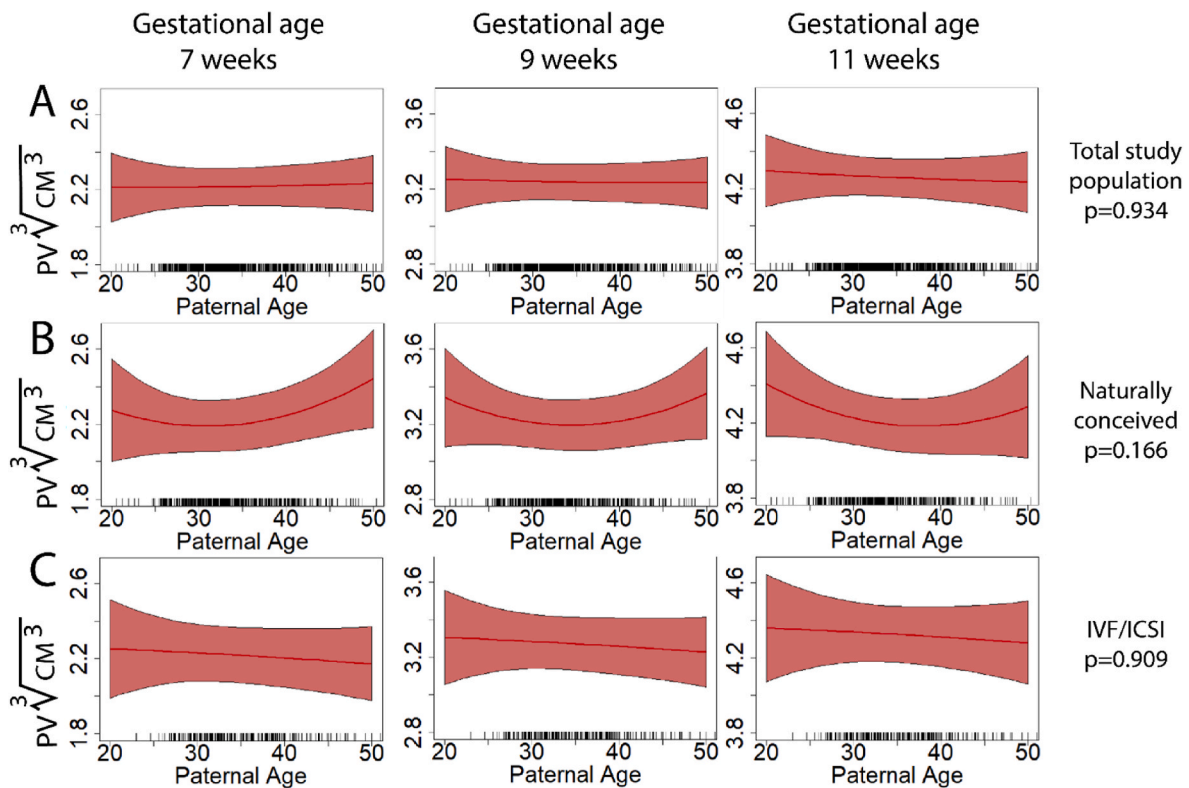 Gestational age
7 weeks
Gestational age
9 weeks
Gestational age
11 weeks
A
PV ³√CM³
1.8 2.2 2.6
20 30 40 50
Paternal Age
2.8 3.2 3.6
20 30 40 50
Paternal Age
3.8 4.2 4.6
20 30 40 50
Paternal Age
Total study
population
p=0.934
B
PV ³√CM³
1.8 2.2 2.6
20 30 40 50
Paternal Age
2.8 3.2 3.6
20 30 40 50
Paternal Age
3.8 4.2 4.6
20 30 40 50
Paternal Age
Naturally
conceived
p=0.166
C
PV ³√CM³
1.8 2.2 2.6
20 30 40 50
Paternal Age
2.8 3.2 3.6
20 30 40 50
Paternal Age
3.8 4.2 4.6
20 30 40 50
Paternal Age
IVF/ICSI
p=0.909